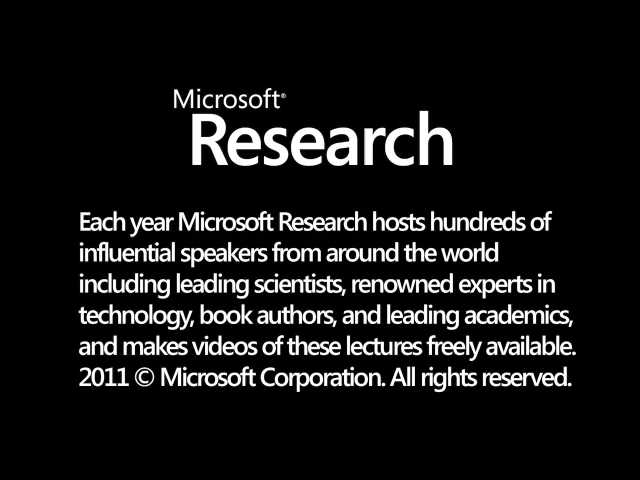 Microsoft®
Research
Each year Microsoft Research hosts hundreds of
influential speakers from around the world
including leading scientists, renowned experts in
technology, book authors, and leading academics,
and makes videos of these lectures freely available.
2011 © Microsoft Corporation. All rights reserved.